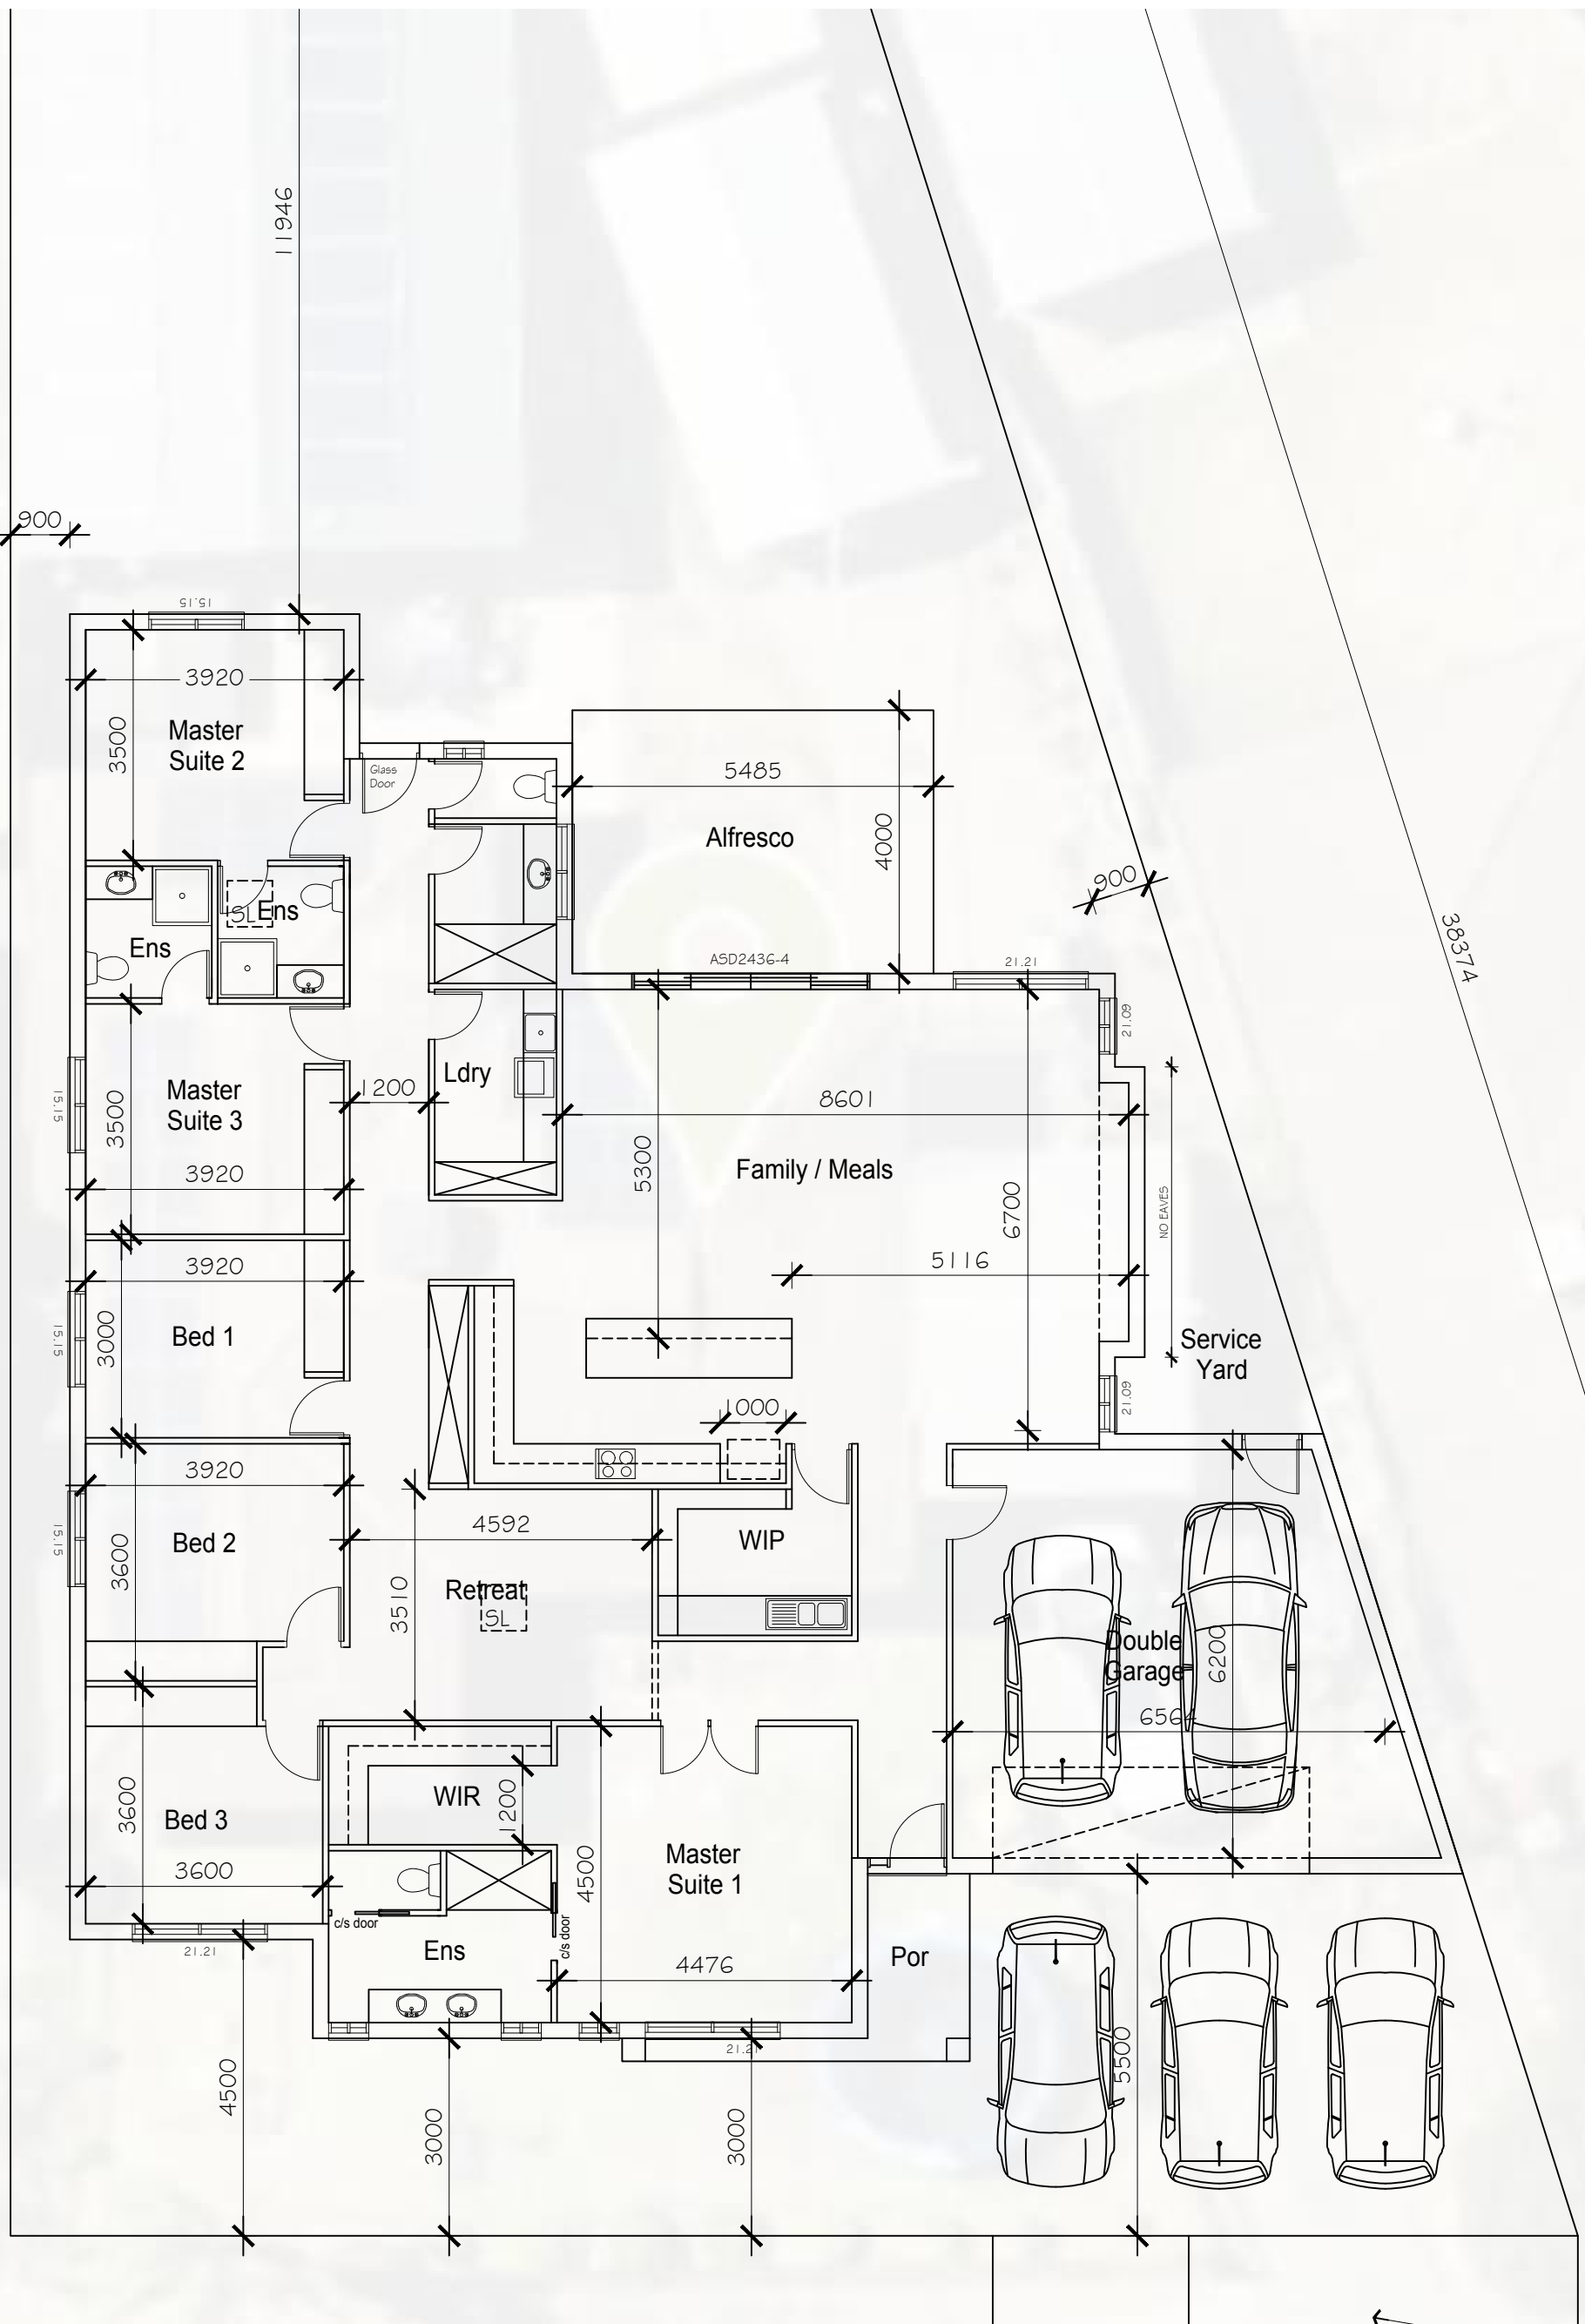 11946
900
15.15
3920
3500
Master
Suite 2
Glass
Door
5485
Alfresco
4000
900
38374
SL
Ens
Ens
ASD2436-4
21.21
21.09
Ldry
1200
Master
Suite 3
3500
15.15
3920
8601
5300
Family / Meals
6700
NO EAVES
5116
3920
Bed 1
3000
15.15
Service
Yard
21.09
1000
3920
Bed 2
3600
15.15
4592
Retreat
SL
3510
WIP
Double
Garage
6200
6564
WIR
1200
Bed 3
3600
3600
Master
Suite 1
4500
c/s door
c/s door
Ens
4476
Por
21.21
21.21
4500
3000
3000
5500